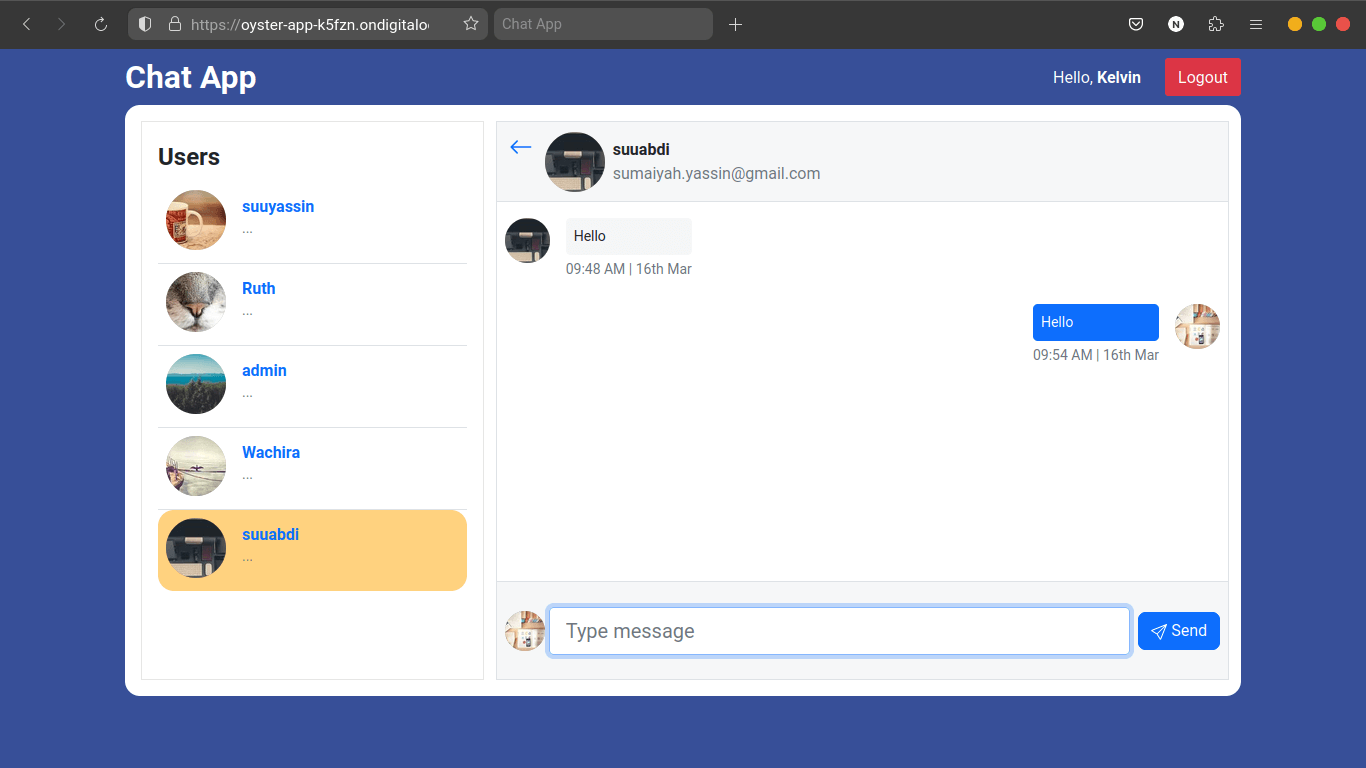 https://oyster-app-k5fzn.ondigitalo
Chat App
N
Chat App
Hello, Kelvin
Logout
Users
suuyassin
...
Ruth
...
admin
...
Wachira
...
suuabdi
...
suuabdi
sumaiyah.yassin@gmail.com
Hello
09:48 AM | 16th Mar
Hello
09:54 AM | 16th Mar
Type message
Send